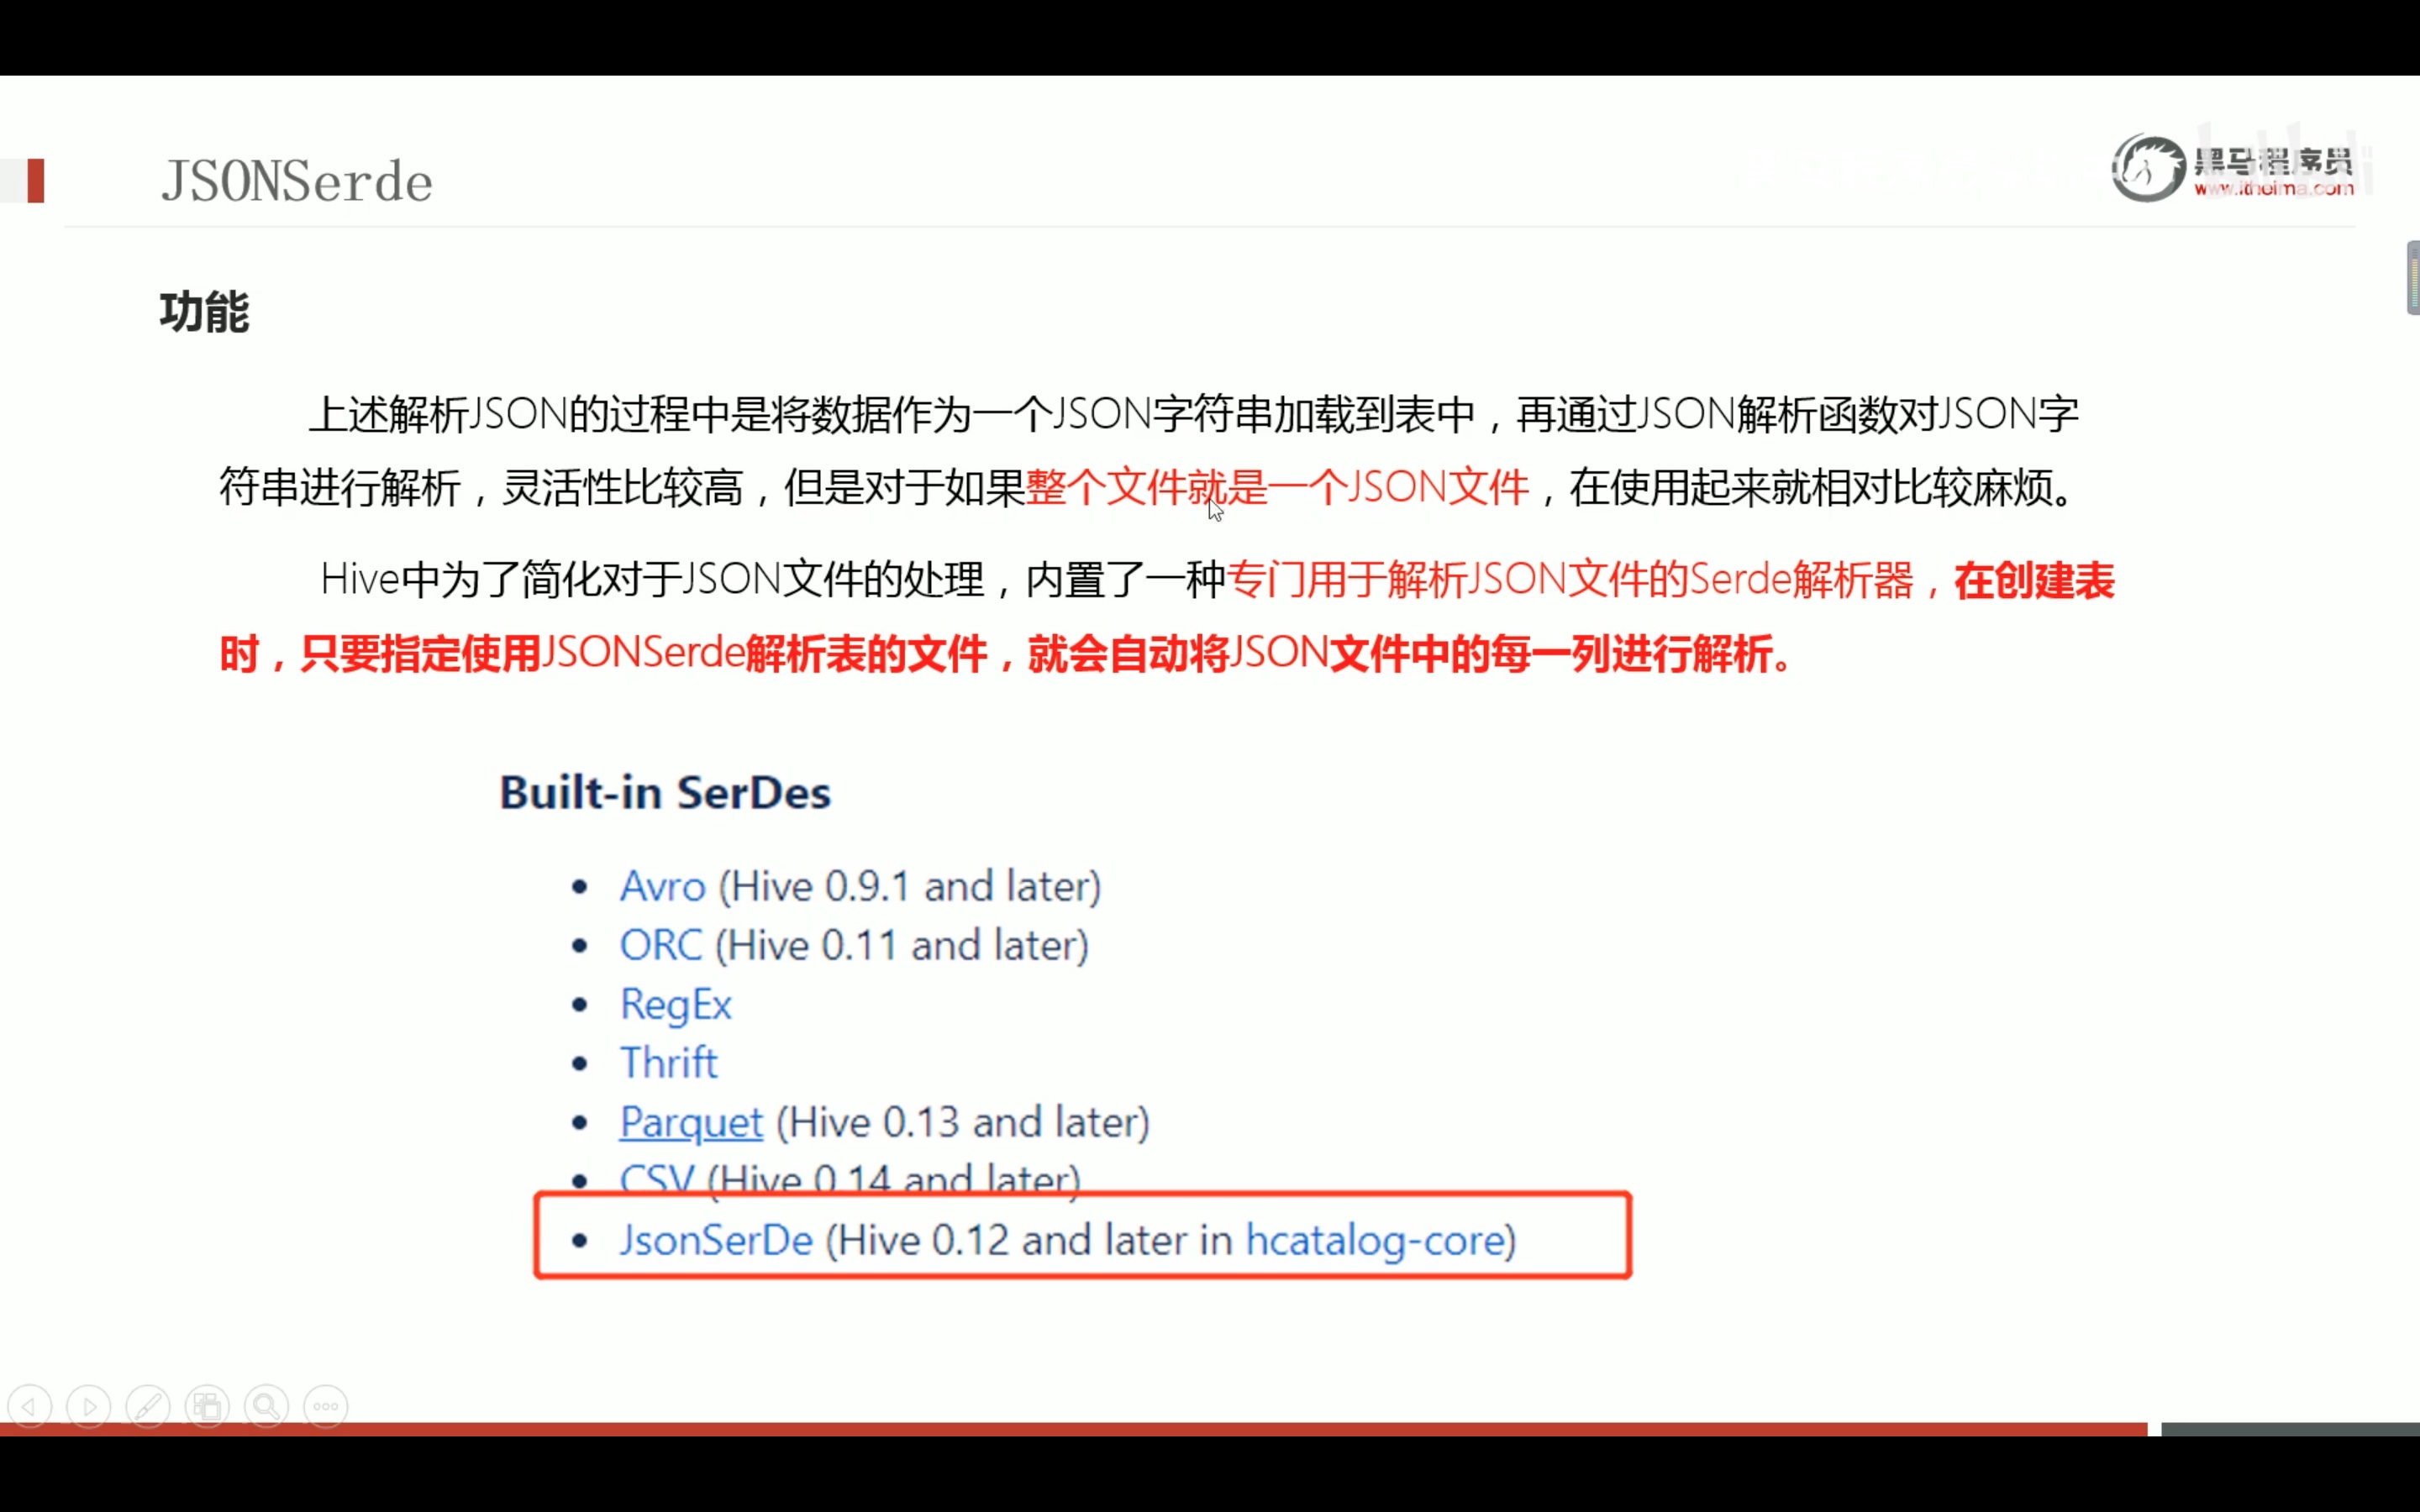 JSONSerde
黑马程序员
www.itheima.com
功能
上述解析JSON的过程中是将数据作为一个JSON字符串加载到表中，再通过JSON解析函数对JSON字
符串进行解析，灵活性比较高，但是对于如果整个文件就是一个JSON文件，在使用起来就相对比较麻烦。
Hive中为了简化对于JSON文件的处理，内置了一种专门用于解析JSON文件的Serde解析器，在创建表
时，只要指定使用JSONSerde解析表的文件，就会自动将JSON文件中的每一列进行解析。
Built-in SerDes
• Avro (Hive 0.9.1 and later)
• ORC (Hive 0.11 and later)
• RegEx
• Thrift
• Parquet (Hive 0.13 and later)
• CSV (Hive 0.14 and later)
• JsonSerDe (Hive 0.12 and later in hcatalog-core)